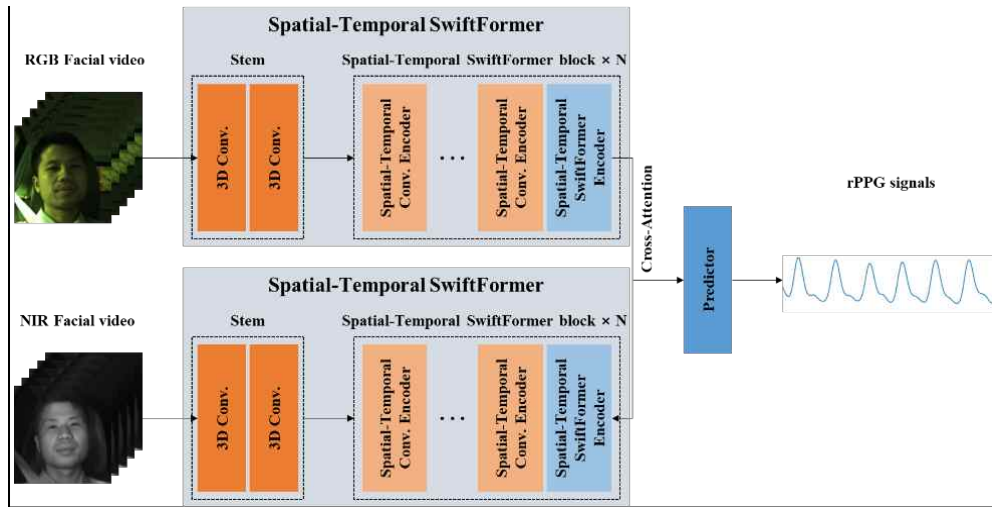 Spatial-Temporal SwiftFormer
RGB Facial video
Stem
Spatial-Temporal SwiftFormer block × N
3D Conv.
3D Conv.
Spatial-Temporal
Conv. Encoder
...
Spatial-Temporal
Conv. Encoder
Spatial-Temporal
SwiftFormer
Encoder
Cross-Attention
Predictor
rPPG signals
Spatial-Temporal SwiftFormer
NIR Facial video
Stem
Spatial-Temporal SwiftFormer block × N
3D Conv.
3D Conv.
Spatial-Temporal
Conv. Encoder
...
Spatial-Temporal
Conv. Encoder
Spatial-Temporal
SwiftFormer
Encoder